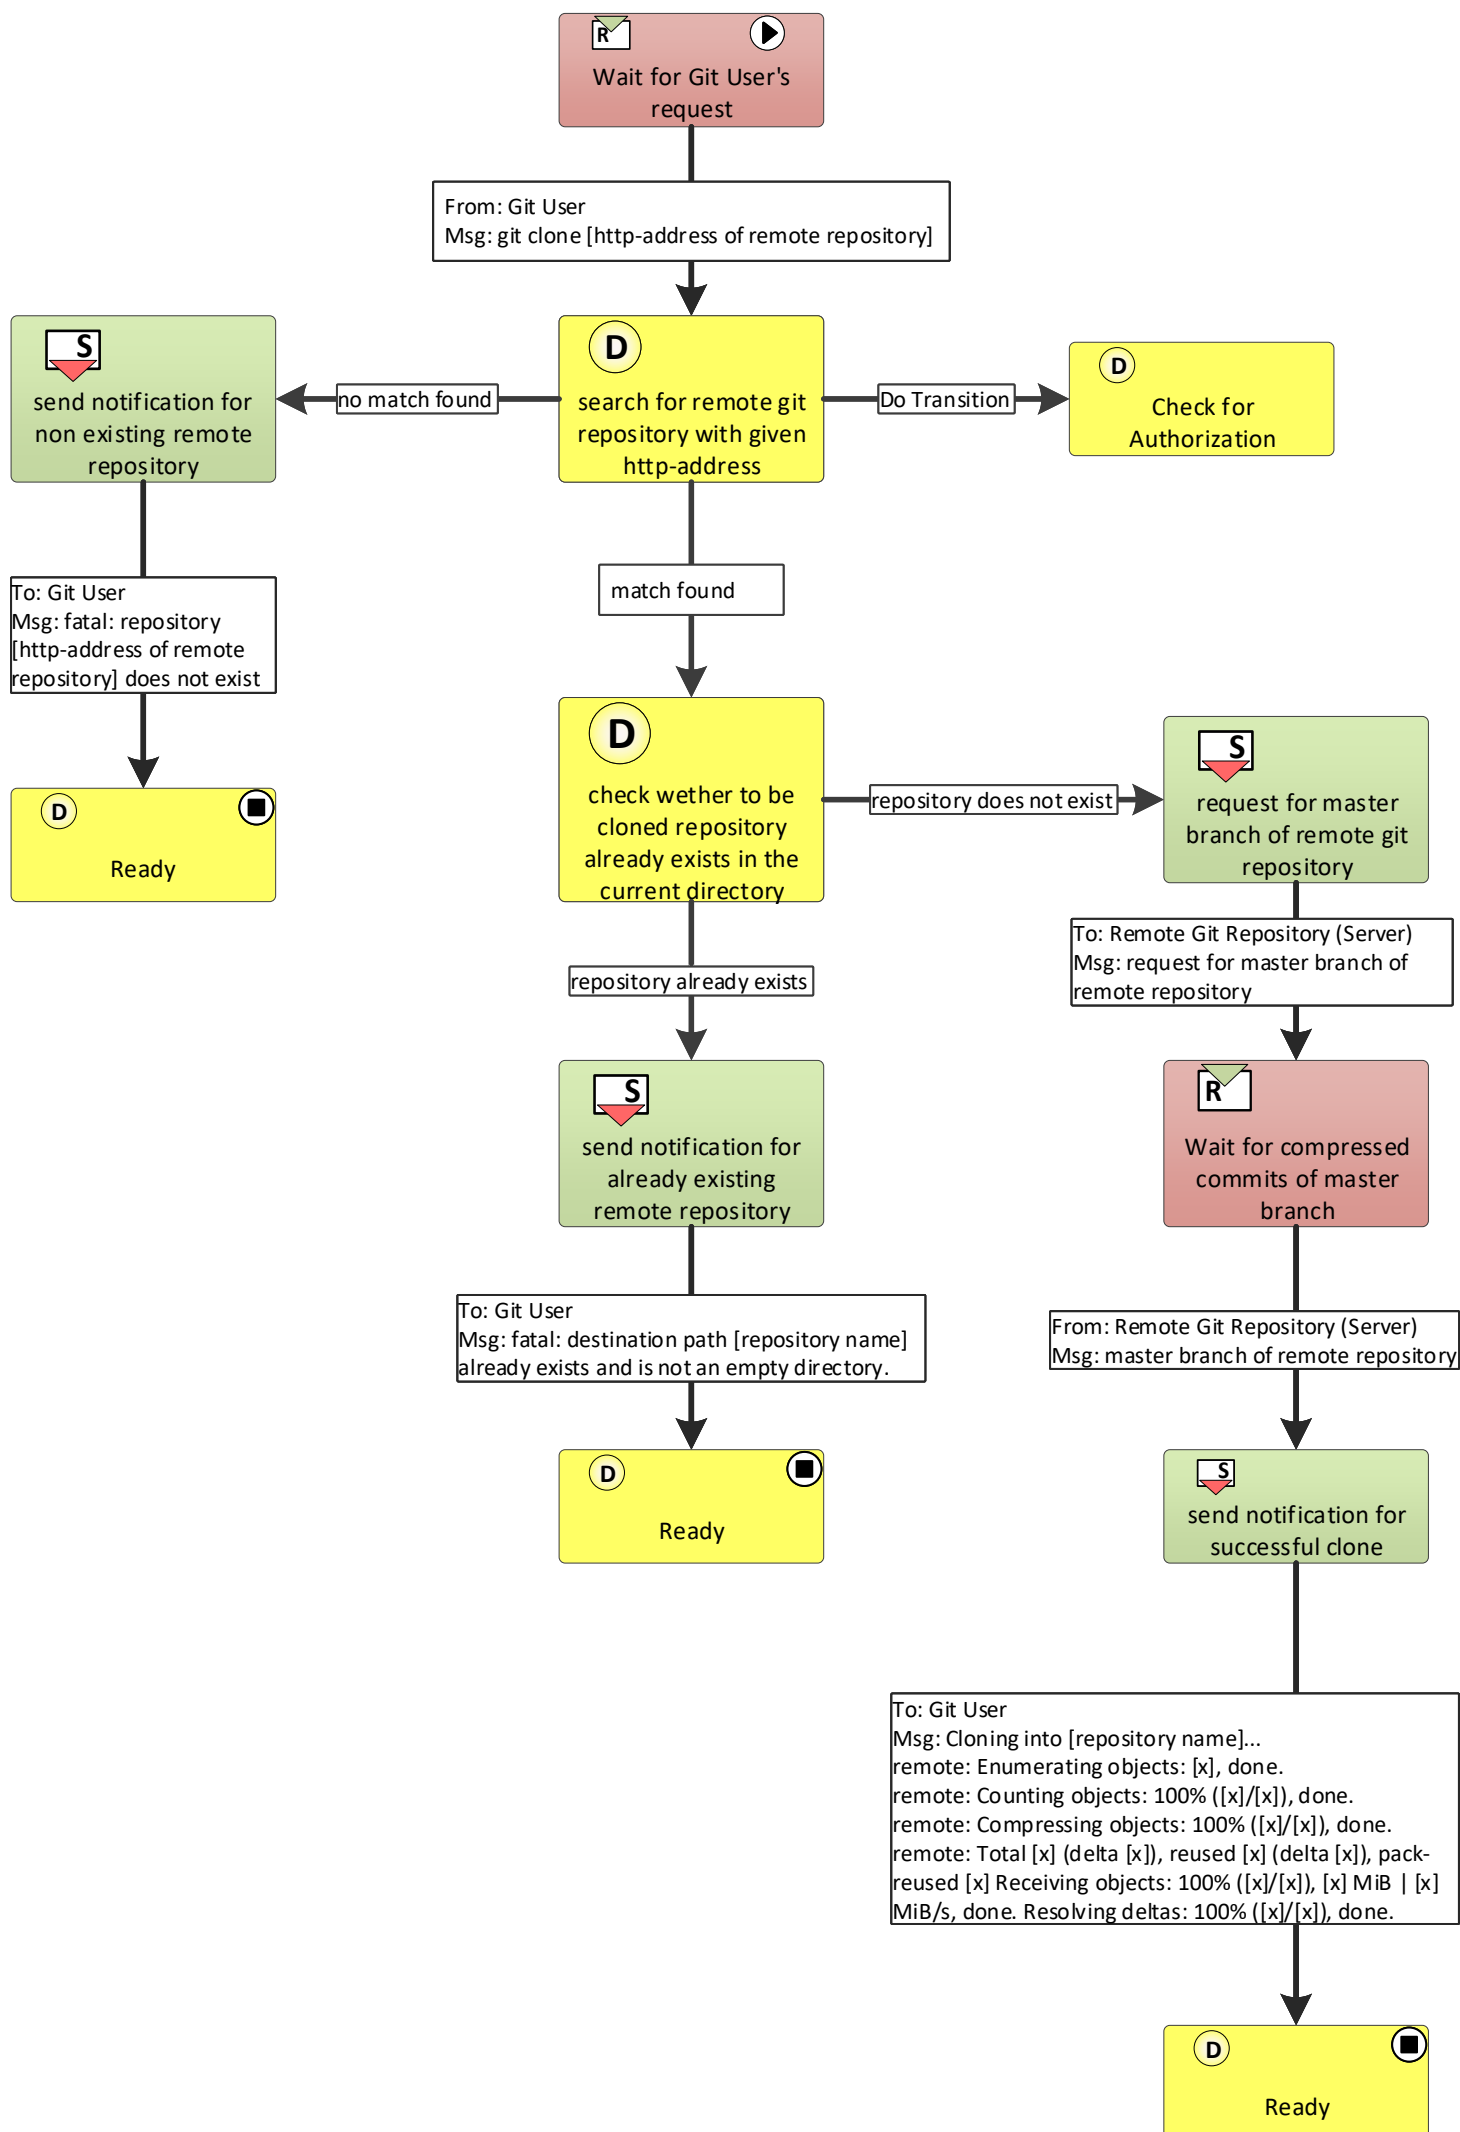 R
Wait for Git User's
request
From: Git User
Msg: git clone [http-address of remote repository]
S
send notification for
non existing remote
repository
no match found
D
search for remote git
repository with given
http-address
Do Transition
D
Check for
Authorization
To: Git User
Msg: fatal: repository
[http-address of remote
repository] does not exist
match found
D
Ready
D
check wether to be
cloned repository
already exists in the
current directory
repository does not exist
S
request for master
branch of remote git
repository
To: Remote Git Repository (Server)
Msg: request for master branch of
remote repository
repository already exists
S
send notification for
already existing
remote repository
R
Wait for compressed
commits of master
branch
To: Git User
Msg: fatal: destination path [repository name]
already exists and is not an empty directory.
From: Remote Git Repository (Server)
Msg: master branch of remote repository
D
Ready
S
send notification for
successful clone
To: Git User
Msg: Cloning into [repository name]...
remote: Enumerating objects: [x], done.
remote: Counting objects: 100% ([x]/[x]), done.
remote: Compressing objects: 100% ([x]/[x]), done.
remote: Total [x] (delta [x]), reused [x] (delta [x]), pack-
reused [x] Receiving objects: 100% ([x]/[x]), [x] MiB | [x]
MiB/s, done. Resolving deltas: 100% ([x]/[x]), done.
D
Ready